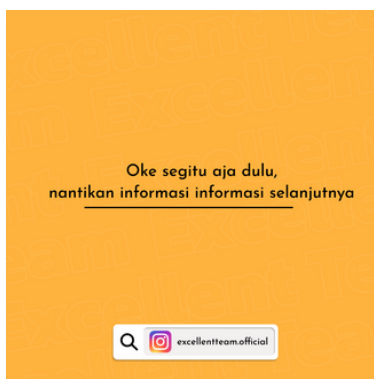 Oke segitu aja dulu,
nantikan informasi informasi selanjutnya
excellentteam.official